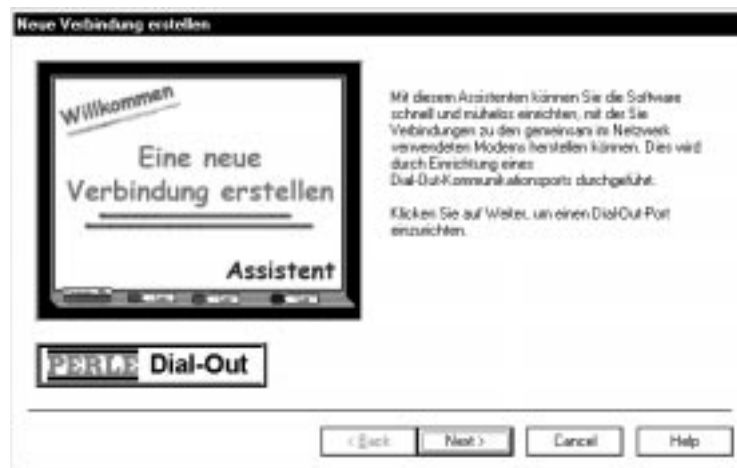 Neue Verbindung erstellen
Willkommen
Eine neue
Verbindung erstellen
Assistent
PERLE Dial-Out
Mit diesem Assistenten können Sie die Software
schnell und mühelos einrichten, mit der Sie
Verbindungen zu den gemeinsam im Netzwerk
verwendeten Modems herstellen können. Dies wird
durch Einrichtung eines
Dial-Out-Kommunikationsports durchgeführt.
Klicken Sie auf Weiter, um einen Dial-Out-Port
einzurichten.
< Back
Next >
Cancel
Help